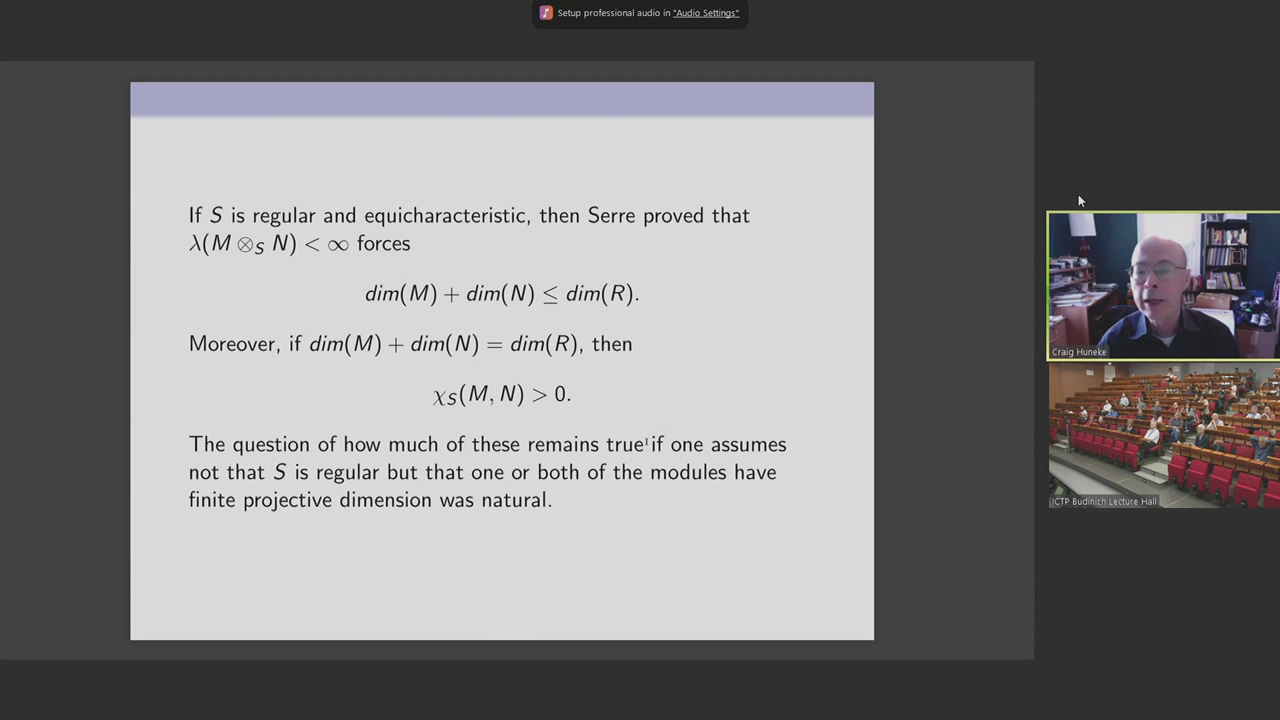 Setup professional audio in "Audio Settings"
If S is regular and equicharacteristic, then Serre proved that
λ(M ⊗_S N) < ∞ forces
dim(M) + dim(N) ≤ dim(R).
Moreover, if dim(M) + dim(N) = dim(R), then
χ_S(M, N) > 0.
The question of how much of these remains true if one assumes
not that S is regular but that one or both of the modules have
finite projective dimension was natural.
Craig Huneke
ICTP Budinich Lecture Hall